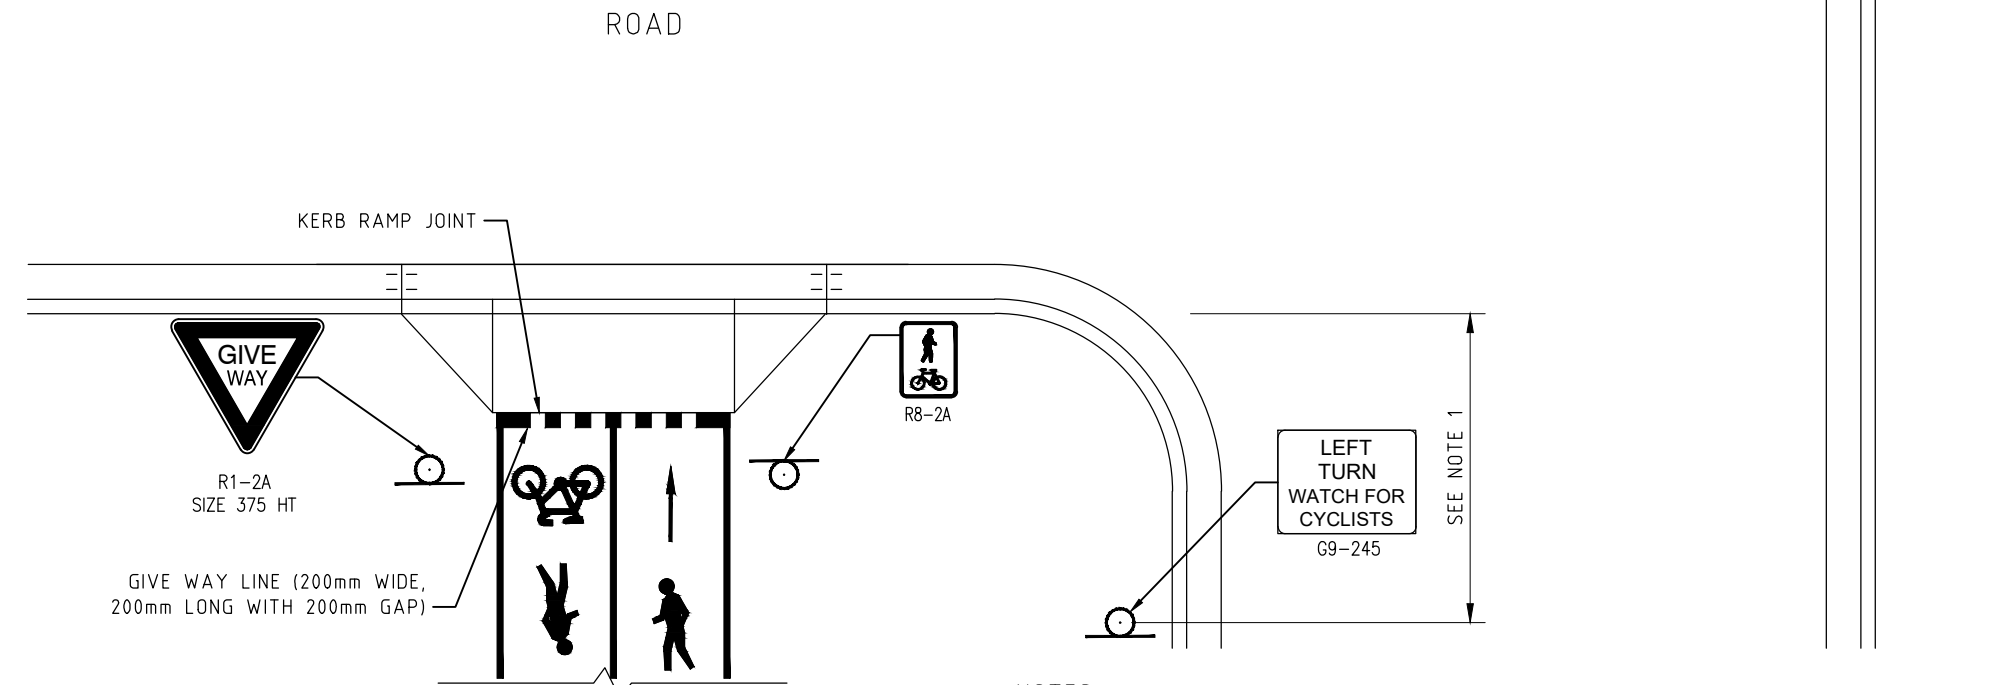 ROAD
KERB RAMP JOINT
GIVE
WAY
R1-2A
SIZE 375 HT
R8-2A
LEFT
TURN
WATCH FOR
CYCLISTS
G9-245
SEE NOTE 1
GIVE WAY LINE (200mm WIDE,
200mm LONG WITH 200mm GAP)